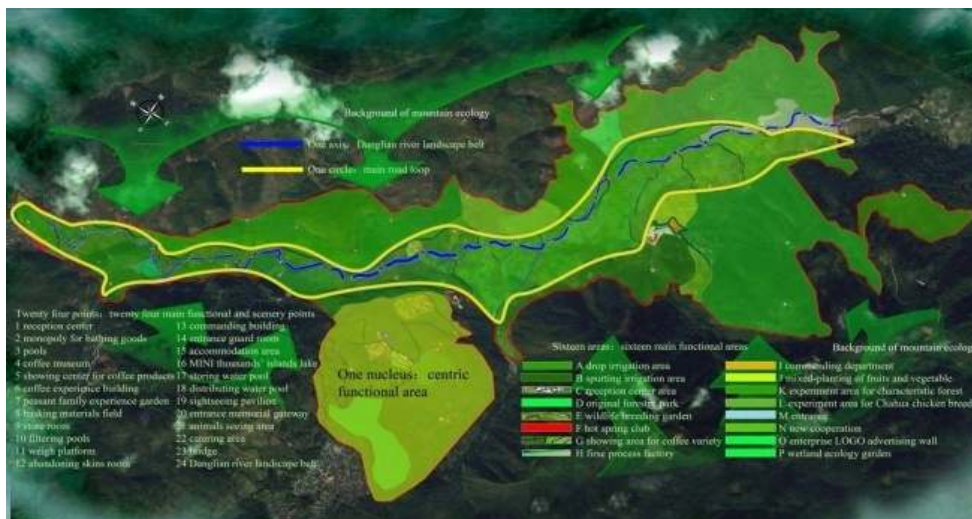 Background of mountain ecology
One axis: Danglian river landscape belt
One circle: main road loop
One nucleus: centric
functional area
Twenty four points: twenty four main functional and scenery points
1 reception center
2 monopoly for bathing goods
3 pools
4 coffee museum
5 showing center for coffee produces
6 coffee experience building
7 peasant family experience garden
8 basking materials field
9 store room
10 filtering pools
11 weigh platform
12 abandoning skins room
13 commanding building
14 entrance guard room
15 accommodation area
16 MINI thousands' islands lake
17 storing water pool
18 distributing water pool
19 sightseeing pavilion
20 entrance memorial gateway
21 animals seeing area
22 catering area
23 bridge
24 Danglian river landscape belt
Sixteen areas: sixteen main functional areas
A drop irrigation area
B spurting irrigation area
C reception center area
D original forestry park
E wildlife breeding garden
F hot spring club
G showing area for coffee variety
H first process factory
I commending department
J mixed-planting of fruits and vegetable
K experiment area for characteristic forest
L experiment area for Chahua chicken breed
M entrance
N new cooperation
O enterprise LOGO advertising wall
P wetland ecology garden
Background of mountain ecology